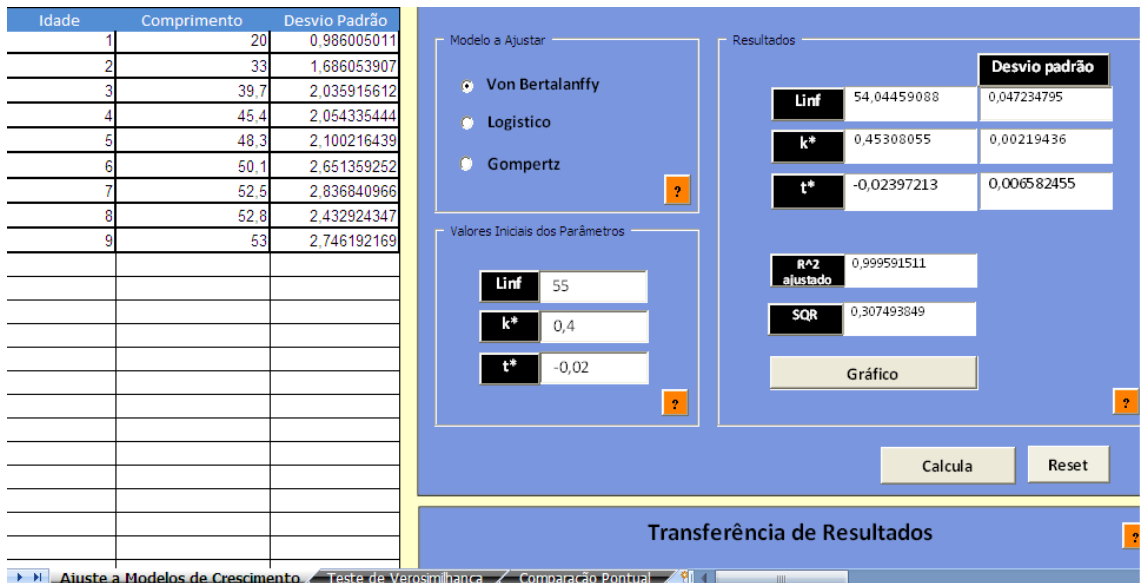 Idade Comprimento Desvio Padrão
1 20 0,986005011
2 33 1,686053907
3 39,7 2,035915612
4 45,4 2,054335444
5 48,3 2,100216439
6 50,1 2,651359252
7 52,5 2,836840966
8 52,8 2,432924347
9 53 2,746192169
Modelo a Ajustar
Von Bertalanffy
Logistico
Gompertz
?
Valores Iniciais dos Parâmetros
Linf 55
k* 0,4
t* -0,02
?
Resultados
Desvio padrão
Linf 54,04459088 0,047234795
k* 0,45308055 0,00219436
t* -0,02397213 0,006582455
R^2 ajustado 0,999591511
SQR 0,307493849
Gráfico
?
Calcula Reset
Transferência de Resultados
?
Ajuste a Modelos de Crescimento Teste de Verosimilhança Comparação Pontual